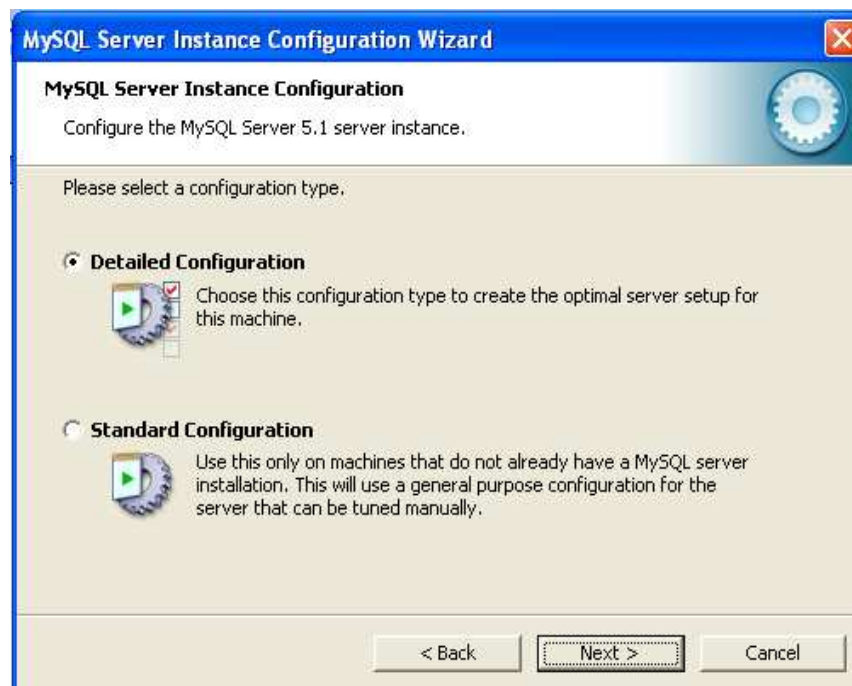 MySQL Server Instance Configuration Wizard
MySQL Server Instance Configuration
Configure the MySQL Server 5.1 server instance.
Please select a configuration type.
Detailed Configuration
Choose this configuration type to create the optimal server setup for
this machine.
Standard Configuration
Use this only on machines that do not already have a MySQL server
installation. This will use a general purpose configuration for the
server that can be tuned manually.
< Back
Next >
Cancel